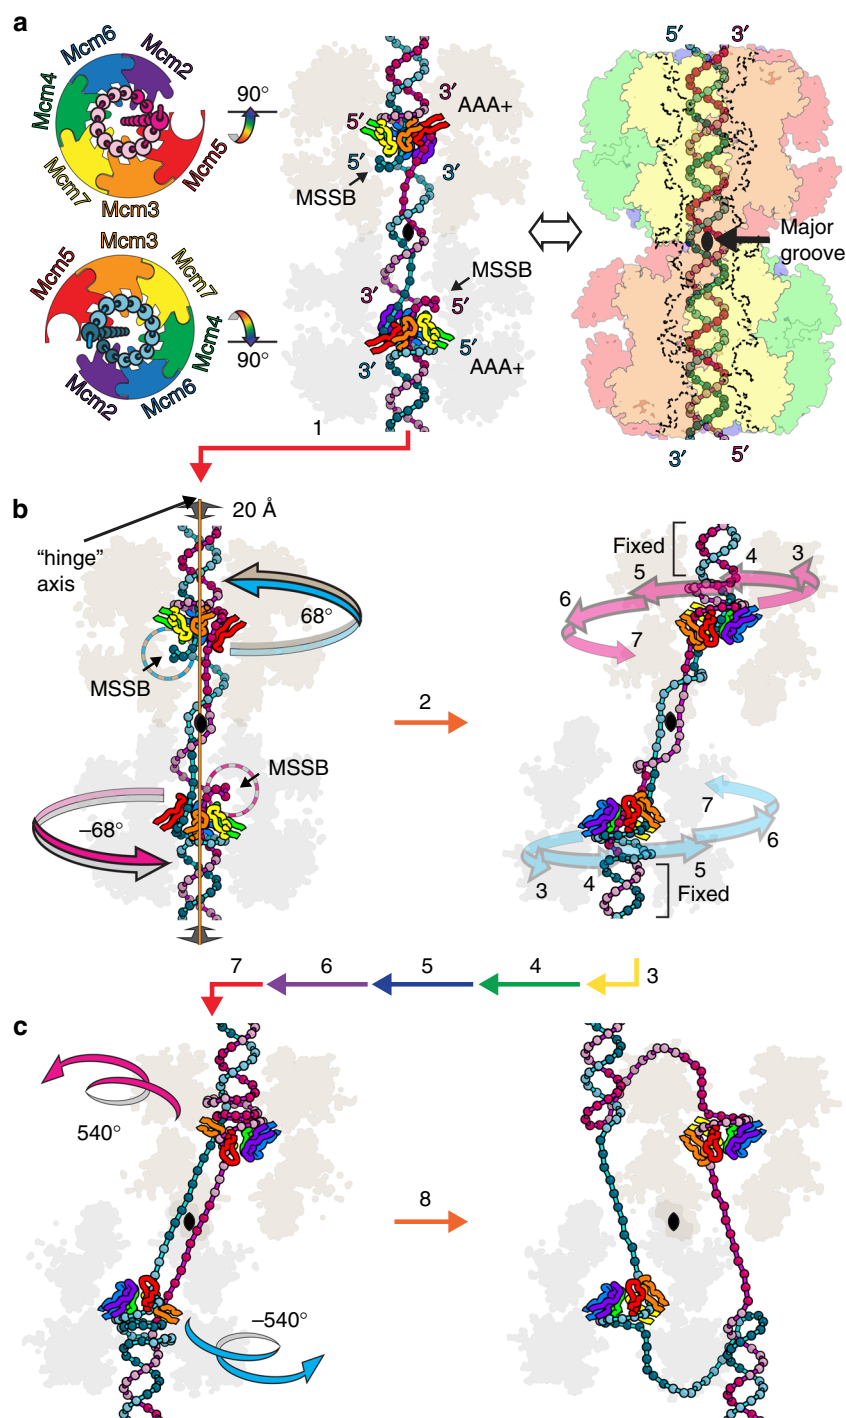 a
Mcm6
Mcm2
Mcm4
Mcm5
Mcm7
Mcm3
90°
Mcm3
Mcm5
Mcm7
Mcm4
Mcm2
Mcm6
90°
3′
AAA+
5′
5′
3′
MSSB
MSSB
3′
5′
5′
3′
AAA+
5′
3′
Major
groove
3′
5′
1
b
20 Å
“hinge”
axis
68°
MSSB
MSSB
–68°
2
Fixed
3
4
5
6
7
7
6
5
4
3
Fixed
7
6
5
4
3
c
540°
–540°
8